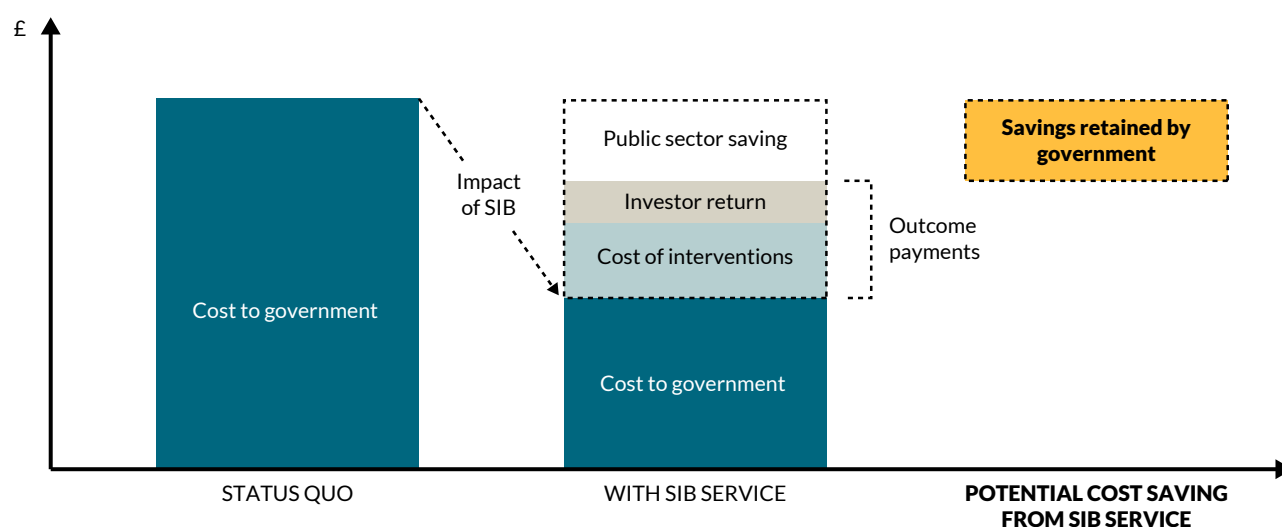 £
Cost to government
Impact
of SIB
Public sector saving
Investor return
Cost of interventions
Cost to government
Outcome
payments
Savings retained by
government
STATUS QUO
WITH SIB SERVICE
POTENTIAL COST SAVING
FROM SIB SERVICE